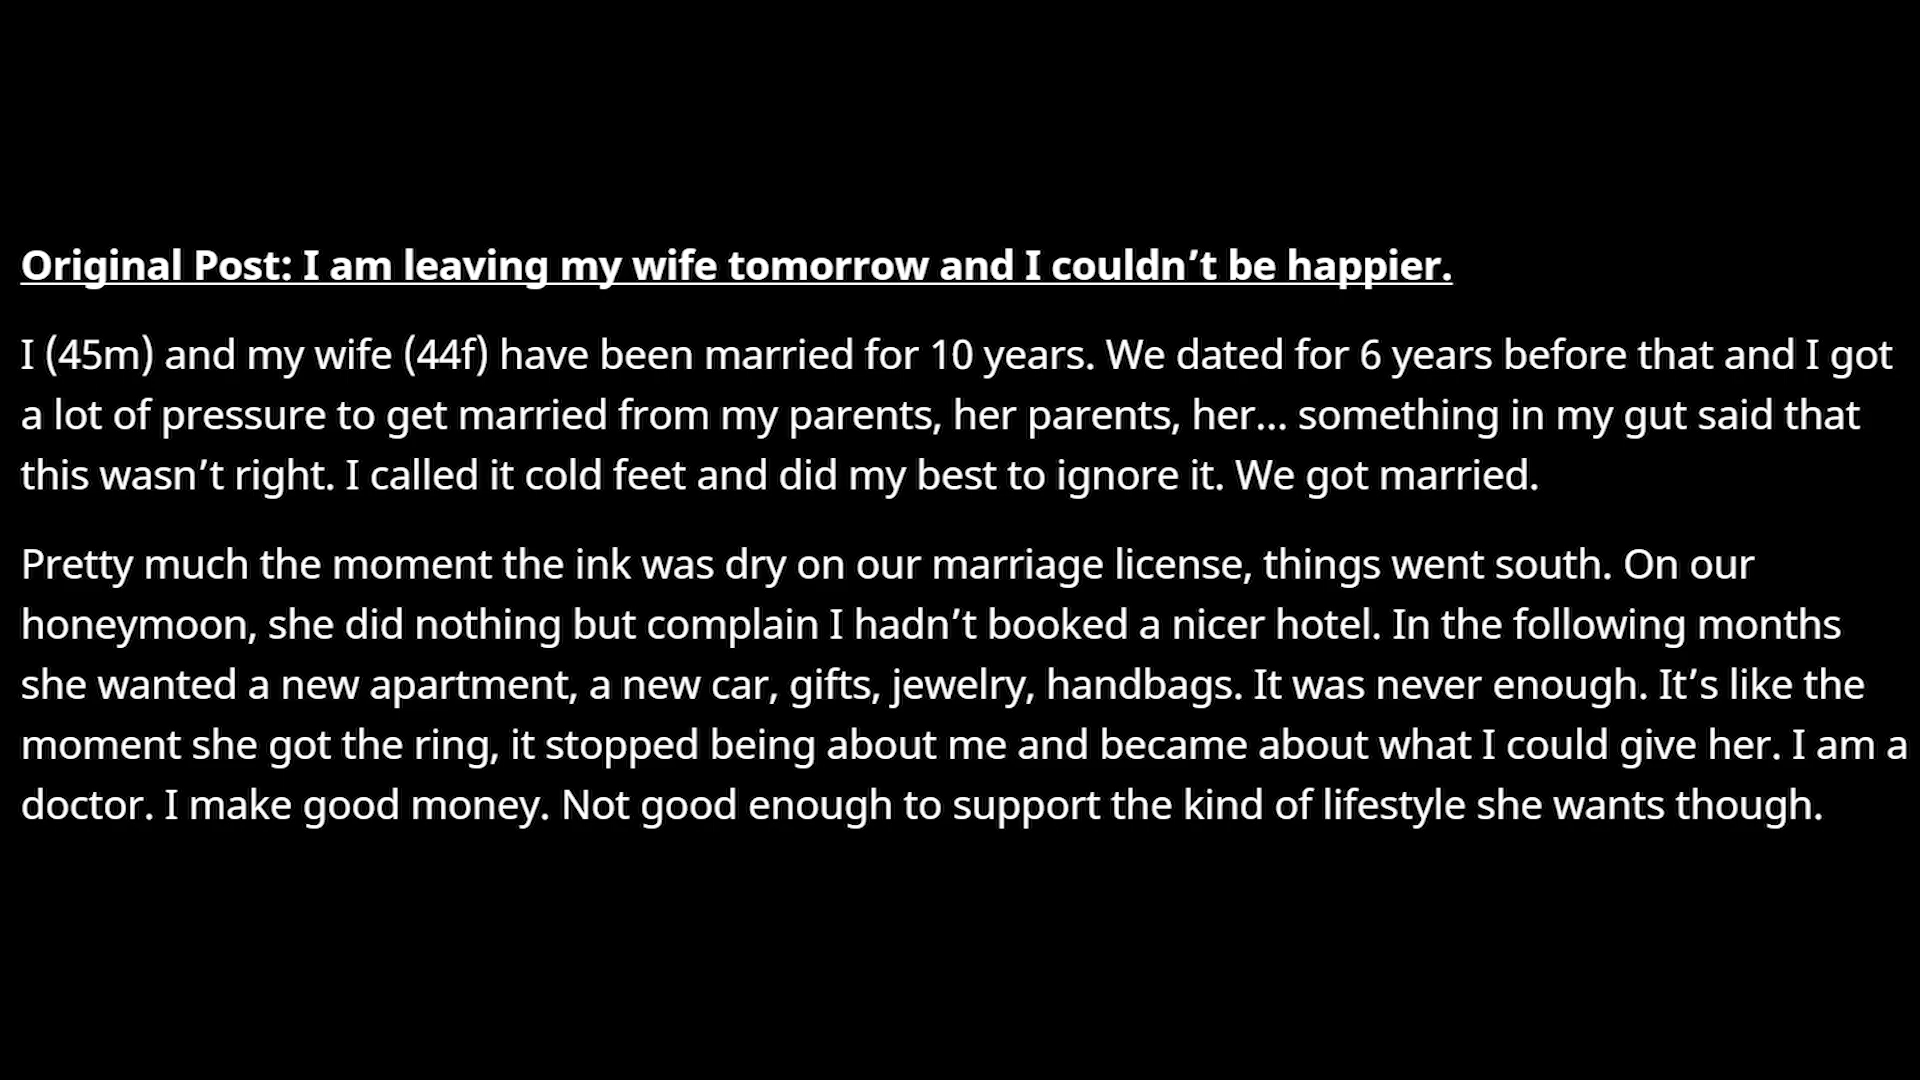 Original Post: I am leaving my wife tomorrow and I couldn’t be happier.
I (45m) and my wife (44f) have been married for 10 years. We dated for 6 years before that and I got
a lot of pressure to get married from my parents, her parents, her... something in my gut said that
this wasn’t right. I called it cold feet and did my best to ignore it. We got married.
Pretty much the moment the ink was dry on our marriage license, things went south. On our
honeymoon, she did nothing but complain I hadn’t booked a nicer hotel. In the following months
she wanted a new apartment, a new car, gifts, jewelry, handbags. It was never enough. It’s like the
moment she got the ring, it stopped being about me and became about what I could give her. I am a
doctor. I make good money. Not good enough to support the kind of lifestyle she wants though.